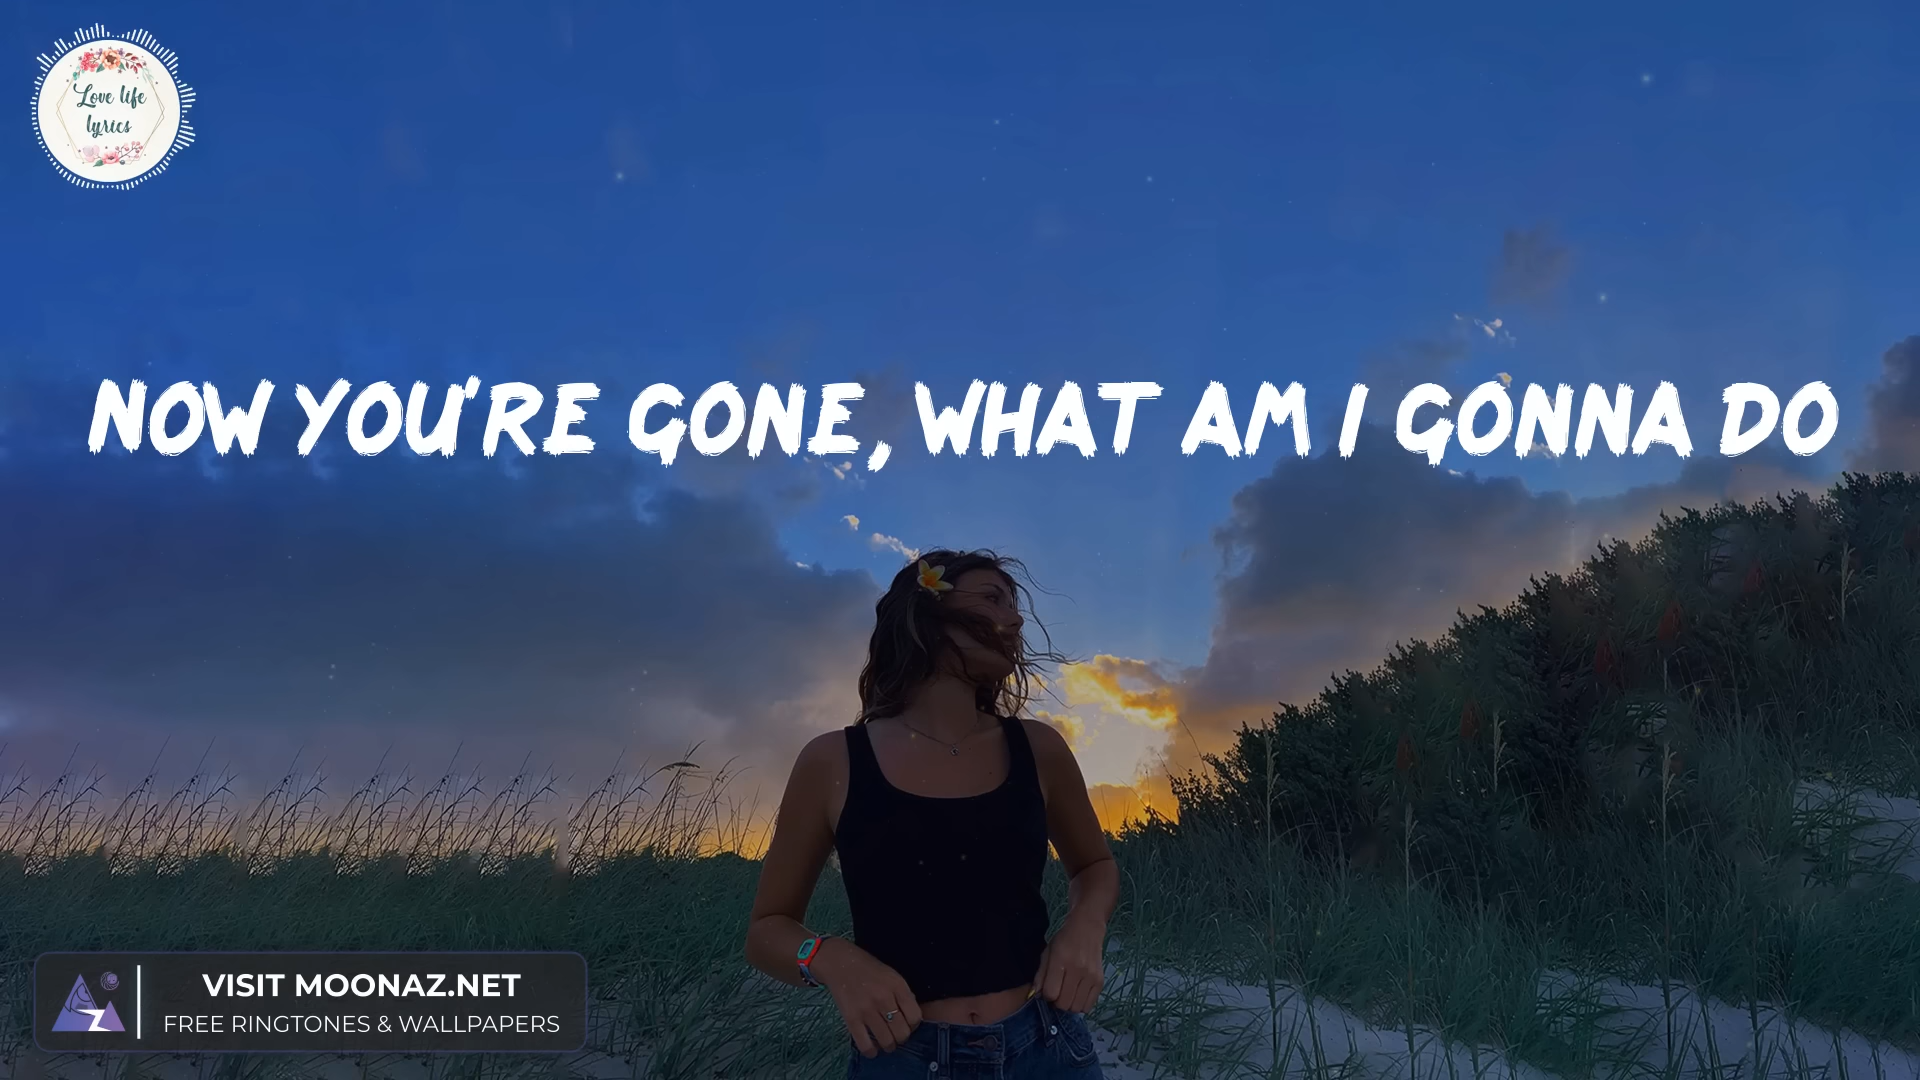 Love life
lyrics
NOW YOU'RE GONE, WHAT AM I GONNA DO
VISIT MOONAZ.NET
FREE RINGTONES & WALLPAPERS